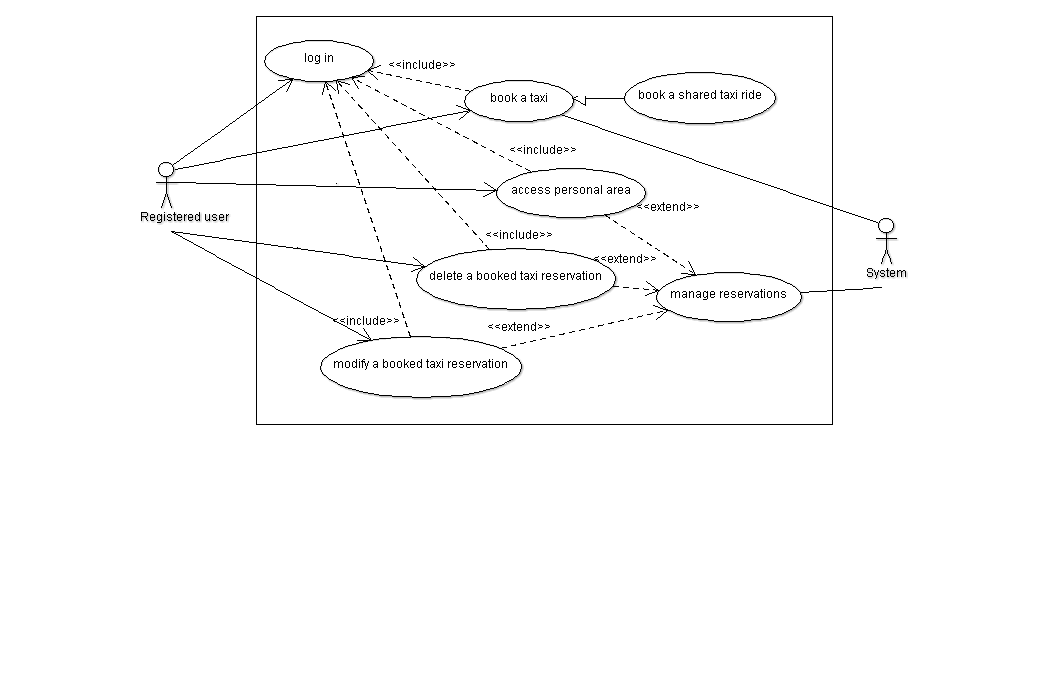 log in
<<include>>
book a taxi
book a shared taxi ride
<<include>>
access personal area
<<extend>>
Registered user
<<include>>
<<extend>>
delete a booked taxi reservation
System
manage reservations
<<include>>
<<extend>>
modify a booked taxi reservation